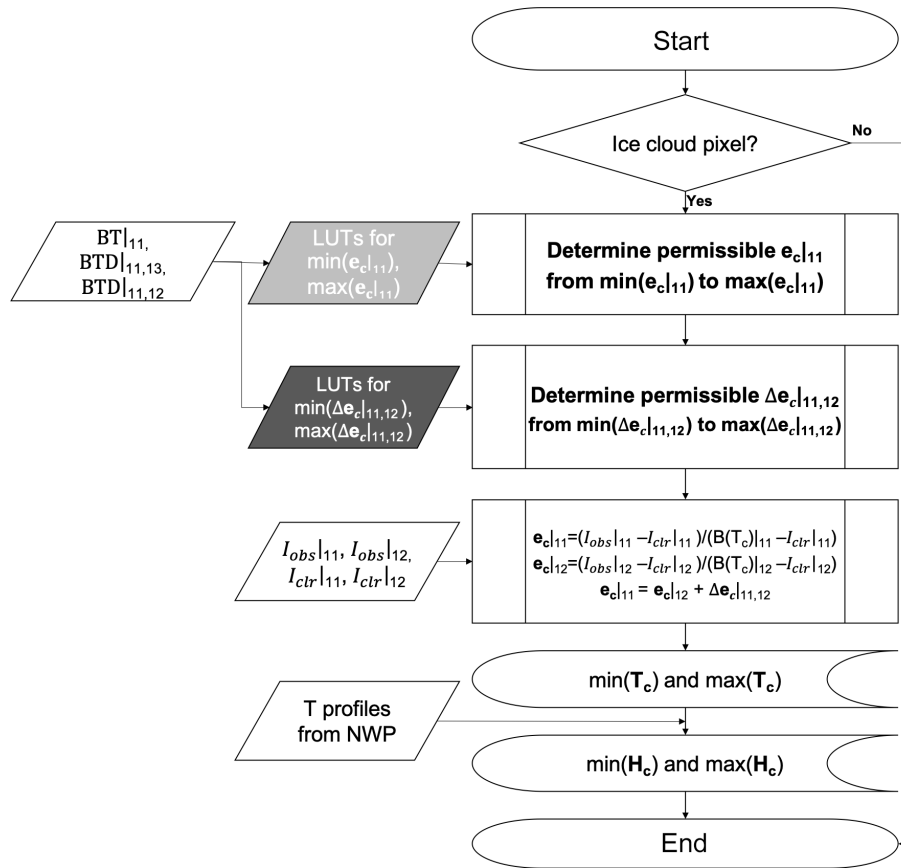 Start
Ice cloud pixel?
No
Yes
BT|11,
BTD|11,13,
BTD|11,12
LUTs for
min(ec|11),
max(ec|11)
Determine permissible ec|11
from min(ec|11) to max(ec|11)
LUTs for
min(Δec|11,12),
max(Δec|11,12)
Determine permissible Δec|11,12
from min(Δec|11,12) to max(Δec|11,12)
Iobs|11, Iobs|12,
Iclr|11, Iclr|12
ec|11=(Iobs|11 −Iclr|11 )/(B(Tc)|11 −Iclr|11)
ec|12=(Iobs|12 −Iclr|12 )/(B(Tc)|12 −Iclr|12)
ec|11 = ec|12 + Δec|11,12
min(Tc) and max(Tc)
T profiles
from NWP
min(Hc) and max(Hc)
End